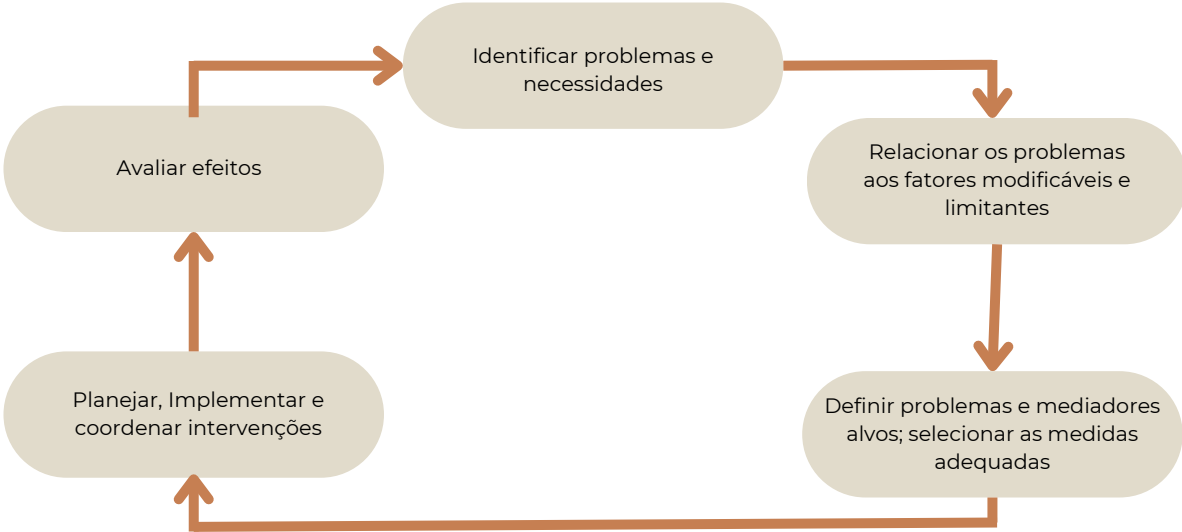 Identificar problemas e
necessidades
Relacionar os problemas
aos fatores modificáveis e
limitantes
Definir problemas e mediadores
alvos; selecionar as medidas
adequadas
Planejar, Implementar e
coordenar intervenções
Avaliar efeitos